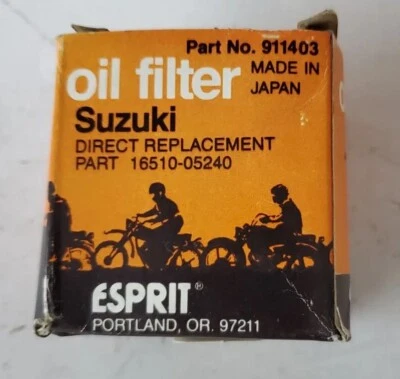 Part No. 911403
oil filter
MADE IN
JAPAN
Suzuki
DIRECT REPLACEMENT
PART 16510-05240
ESPRIT®
PORTLAND, OR. 97211